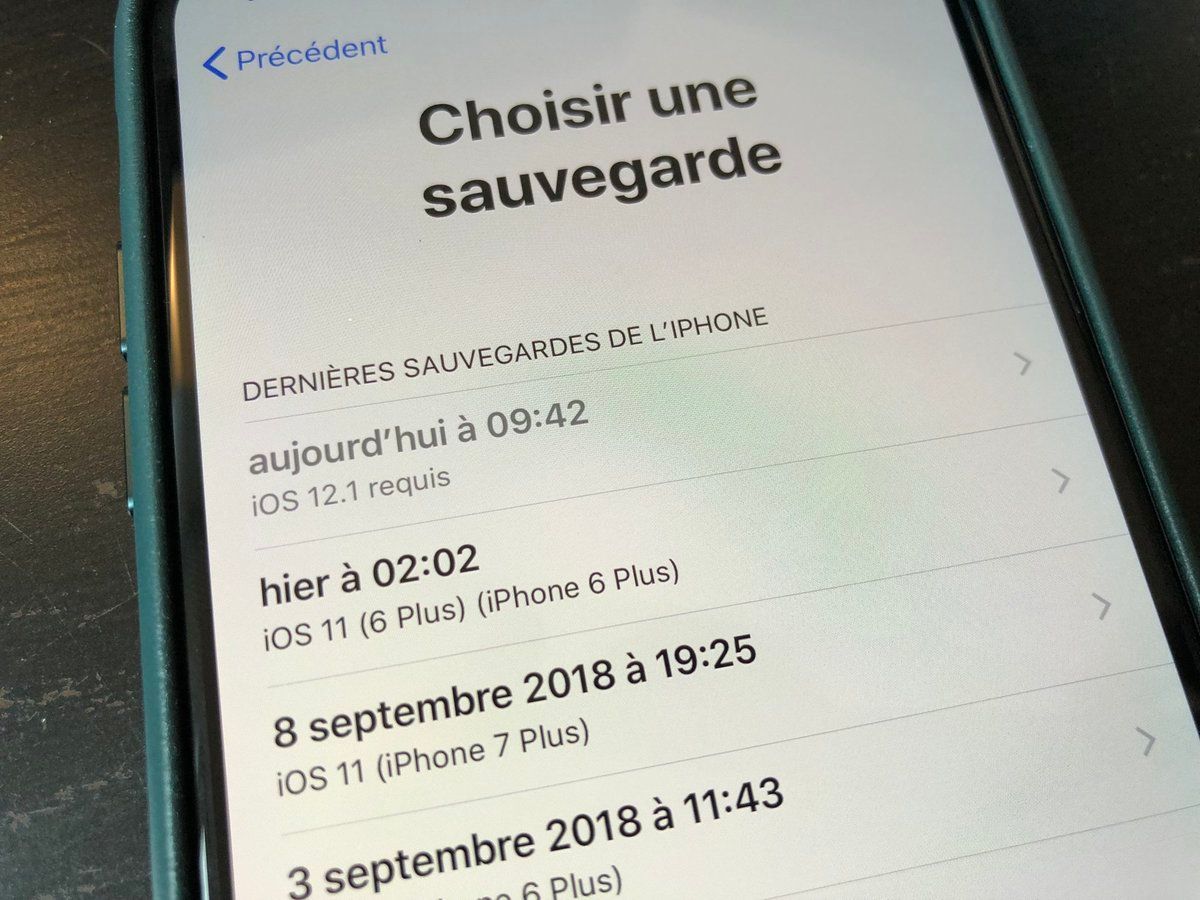 Précédent
Choisir une
sauvegarde
DERNIÈRES SAUVEGARDES DE L’IPHONE
aujourd’hui à 09:42
iOS 12.1 requis
hier à 02:02
iOS 11 (6 Plus) (iPhone 6 Plus)
8 septembre 2018 à 19:25
iOS 11 (iPhone 7 Plus)
3 septembre 2018 à 11:43
6 Plus)